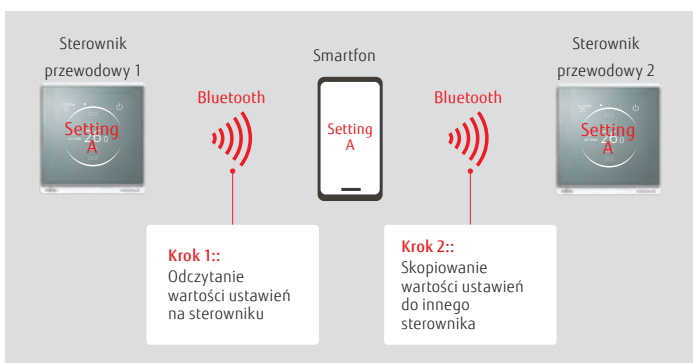 Sterownik
przewodowy 1
Smartfon
Sterownik
przewodowy 2
Bluetooth
Bluetooth
Setting
A
Setting
A
Setting
A
Krok 1::
Odczytanie
wartości ustawień
na sterowniku
Krok 2::
Skopiowanie
wartości ustawień
do innego
sterownika